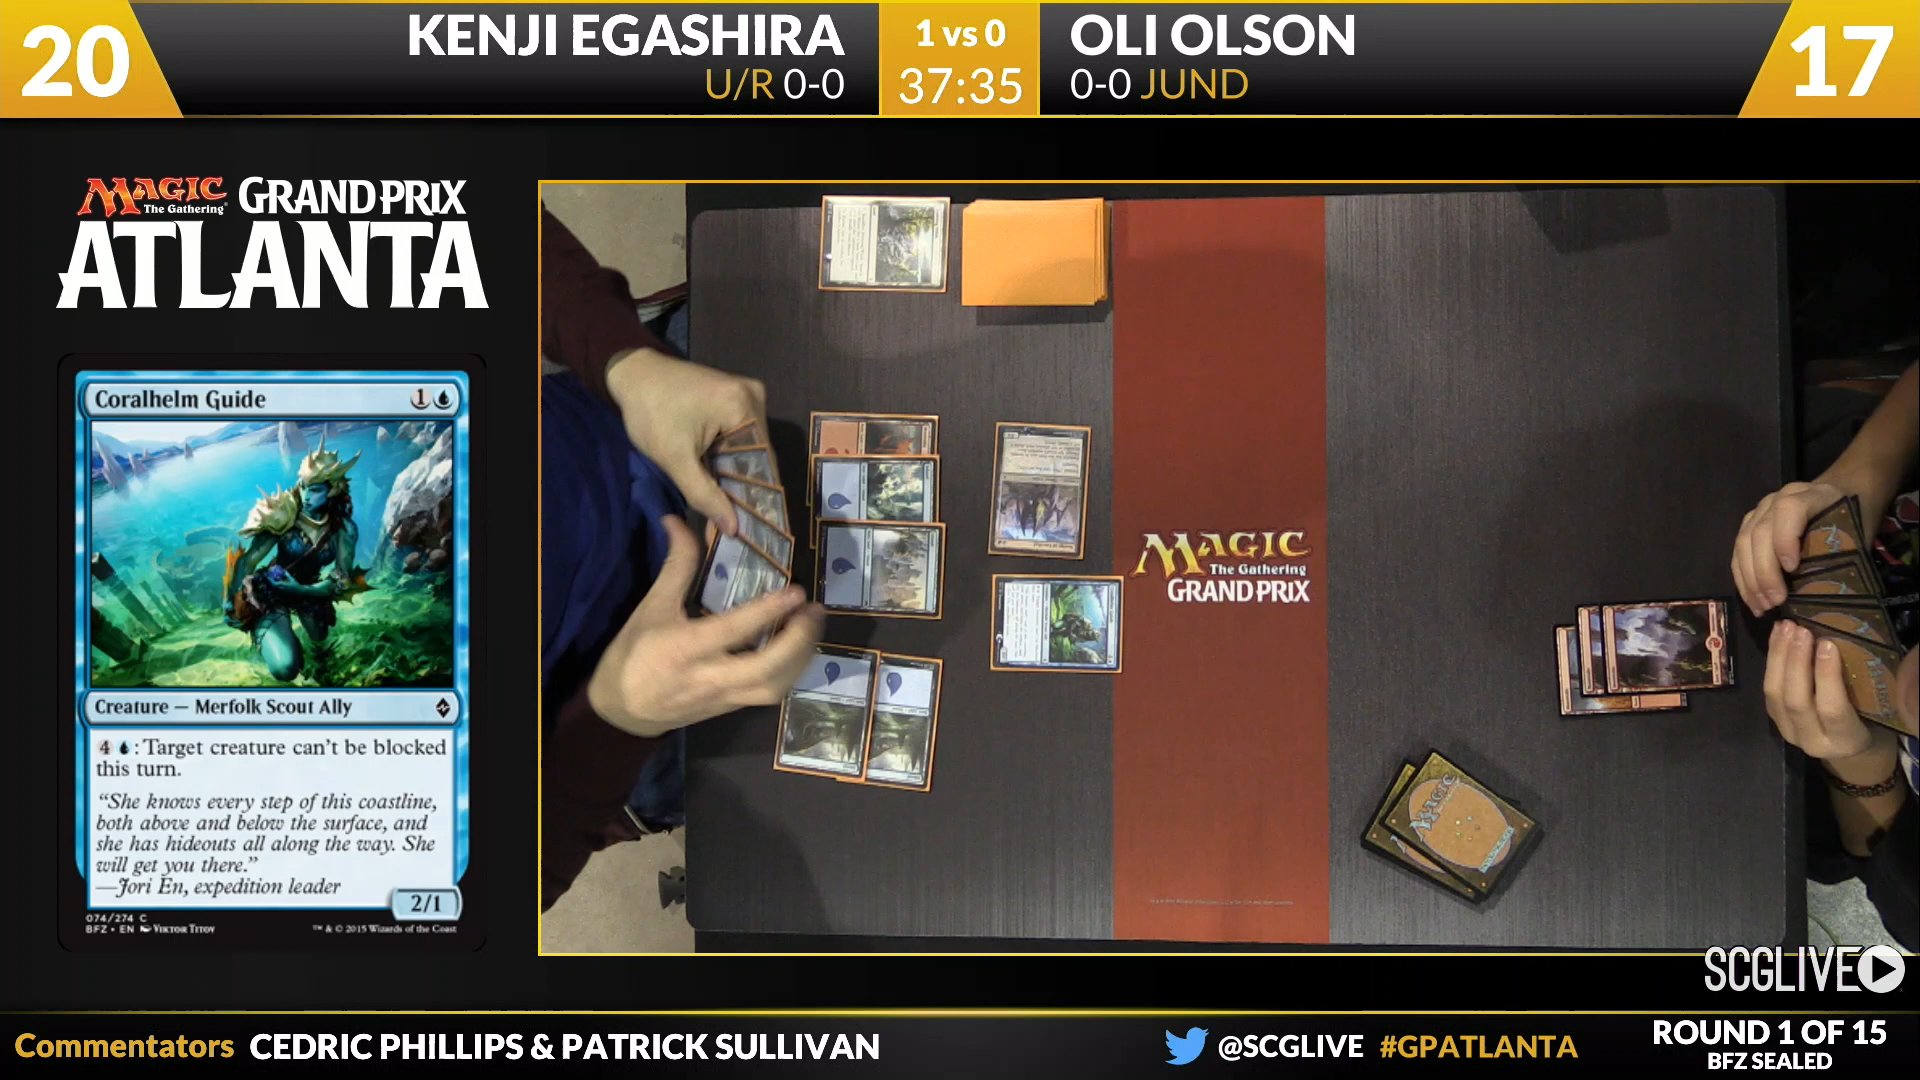 20
KENJI EGASHIRA
U/R 0-0
1 vs 0
37:35
OLI OLSON
0-0 JUND
17
MAGIC
The Gathering
GRAND PRIX
ATLANTA
Coralhelm Guide 1
Creature — Merfolk Scout Ally
4 : Target creature can't be blocked
this turn.
"She knows every step of this coastline,
both above and below the surface, and
she has hideouts all along the way. She
will get you there."
—Jori En, expedition leader
2/1
074/274 C
BFZ • EN VIKTOR TITOV
™ & © 2015 Wizards of the Coast
MAGIC
The Gathering
GRAND PRIX
MAGIC
SCGLIVE
Commentators CEDRIC PHILLIPS & PATRICK SULLIVAN
@SCGLIVE #GPATLANTA
ROUND 1 OF 15
BFZ SEALED